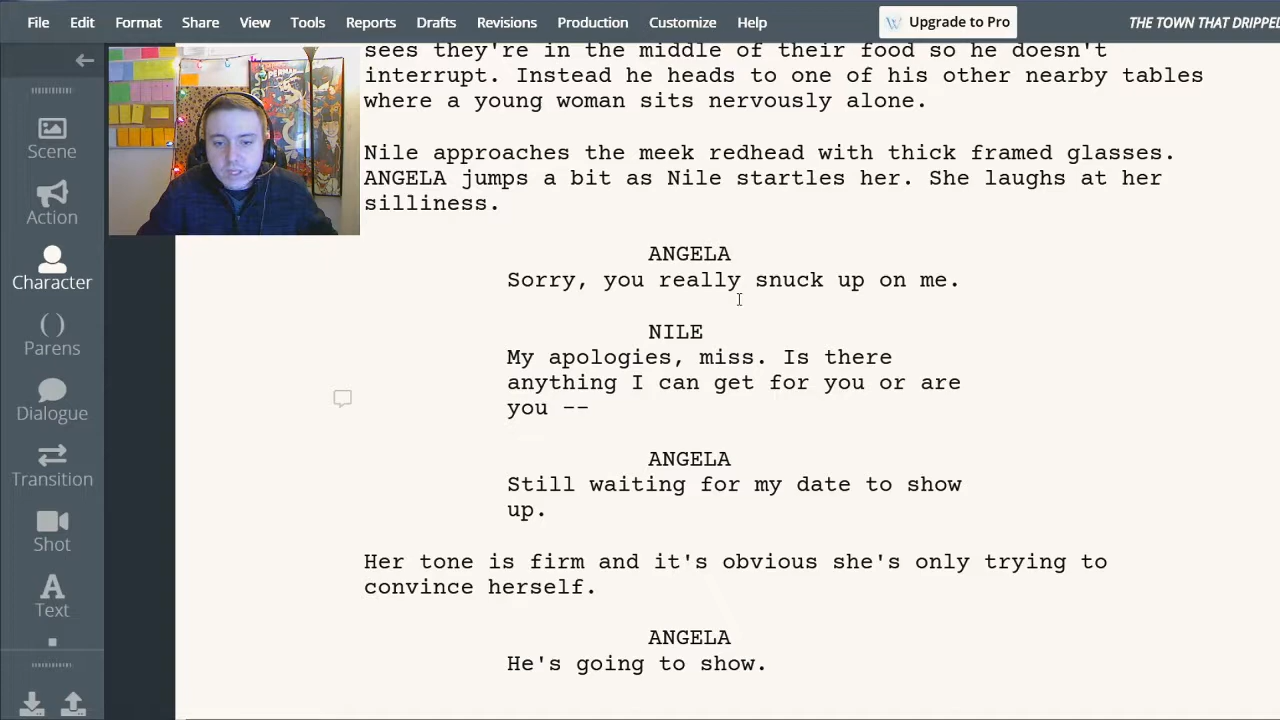 File Edit Format Share View Tools Reports Drafts Revisions Production Customize Help Upgrade to Pro THE TOWN THAT DRIPPED
sees they're in the middle of their food so he doesn't
interrupt. Instead he heads to one of his other nearby tables
where a young woman sits nervously alone.
Nile approaches the meek redhead with thick framed glasses.
ANGELA jumps a bit as Nile startles her. She laughs at her
silliness.
ANGELA
Sorry, you really snuck up on me.
NILE
My apologies, miss. Is there
anything I can get for you or are
you --
ANGELA
Still waiting for my date to show
up.
Her tone is firm and it's obvious she's only trying to
convince herself.
ANGELA
He's going to show.
Scene
Action
Character
Parens
Dialogue
Transition
Shot
Text